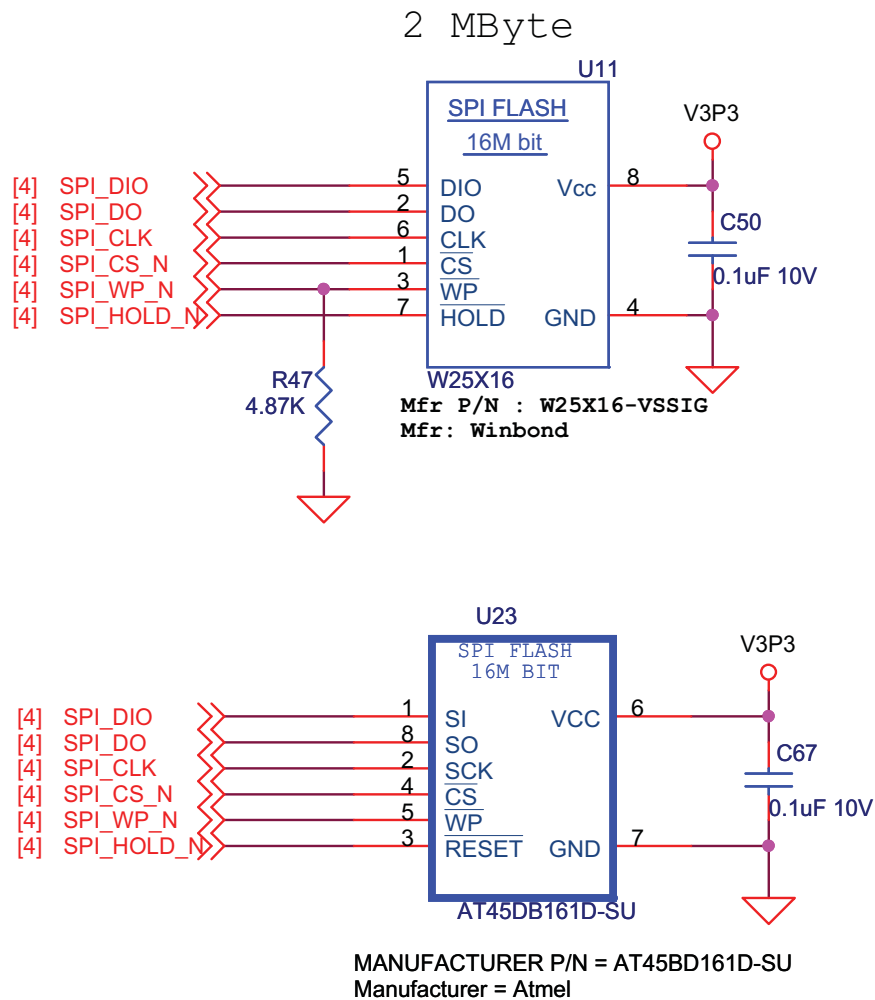 2 MByte
U11
SPI FLASH
16M bit
V3P3
[4] SPI_DIO 5 DIO Vcc 8
[4] SPI_DO 2 DO
C50
[4] SPI_CLK 6 CLK
[4] SPI_CS_N 1 CS
0.1uF 10V
[4] SPI_WP_N 3 WP
[4] SPI_HOLD_N 7 HOLD GND 4
R47
4.87K
W25X16
Mfr P/N : W25X16-VSSIG
Mfr: Winbond
U23
SPI FLASH
16M BIT
V3P3
[4] SPI_DIO 1 SI VCC 6
[4] SPI_DO 8 SO
C67
[4] SPI_CLK 2 SCK
[4] SPI_CS_N 4 CS
0.1uF 10V
[4] SPI_WP_N 5 WP
[4] SPI_HOLD_N 3 RESET GND 7
AT45DB161D-SU
MANUFACTURER P/N = AT45BD161D-SU
Manufacturer = Atmel